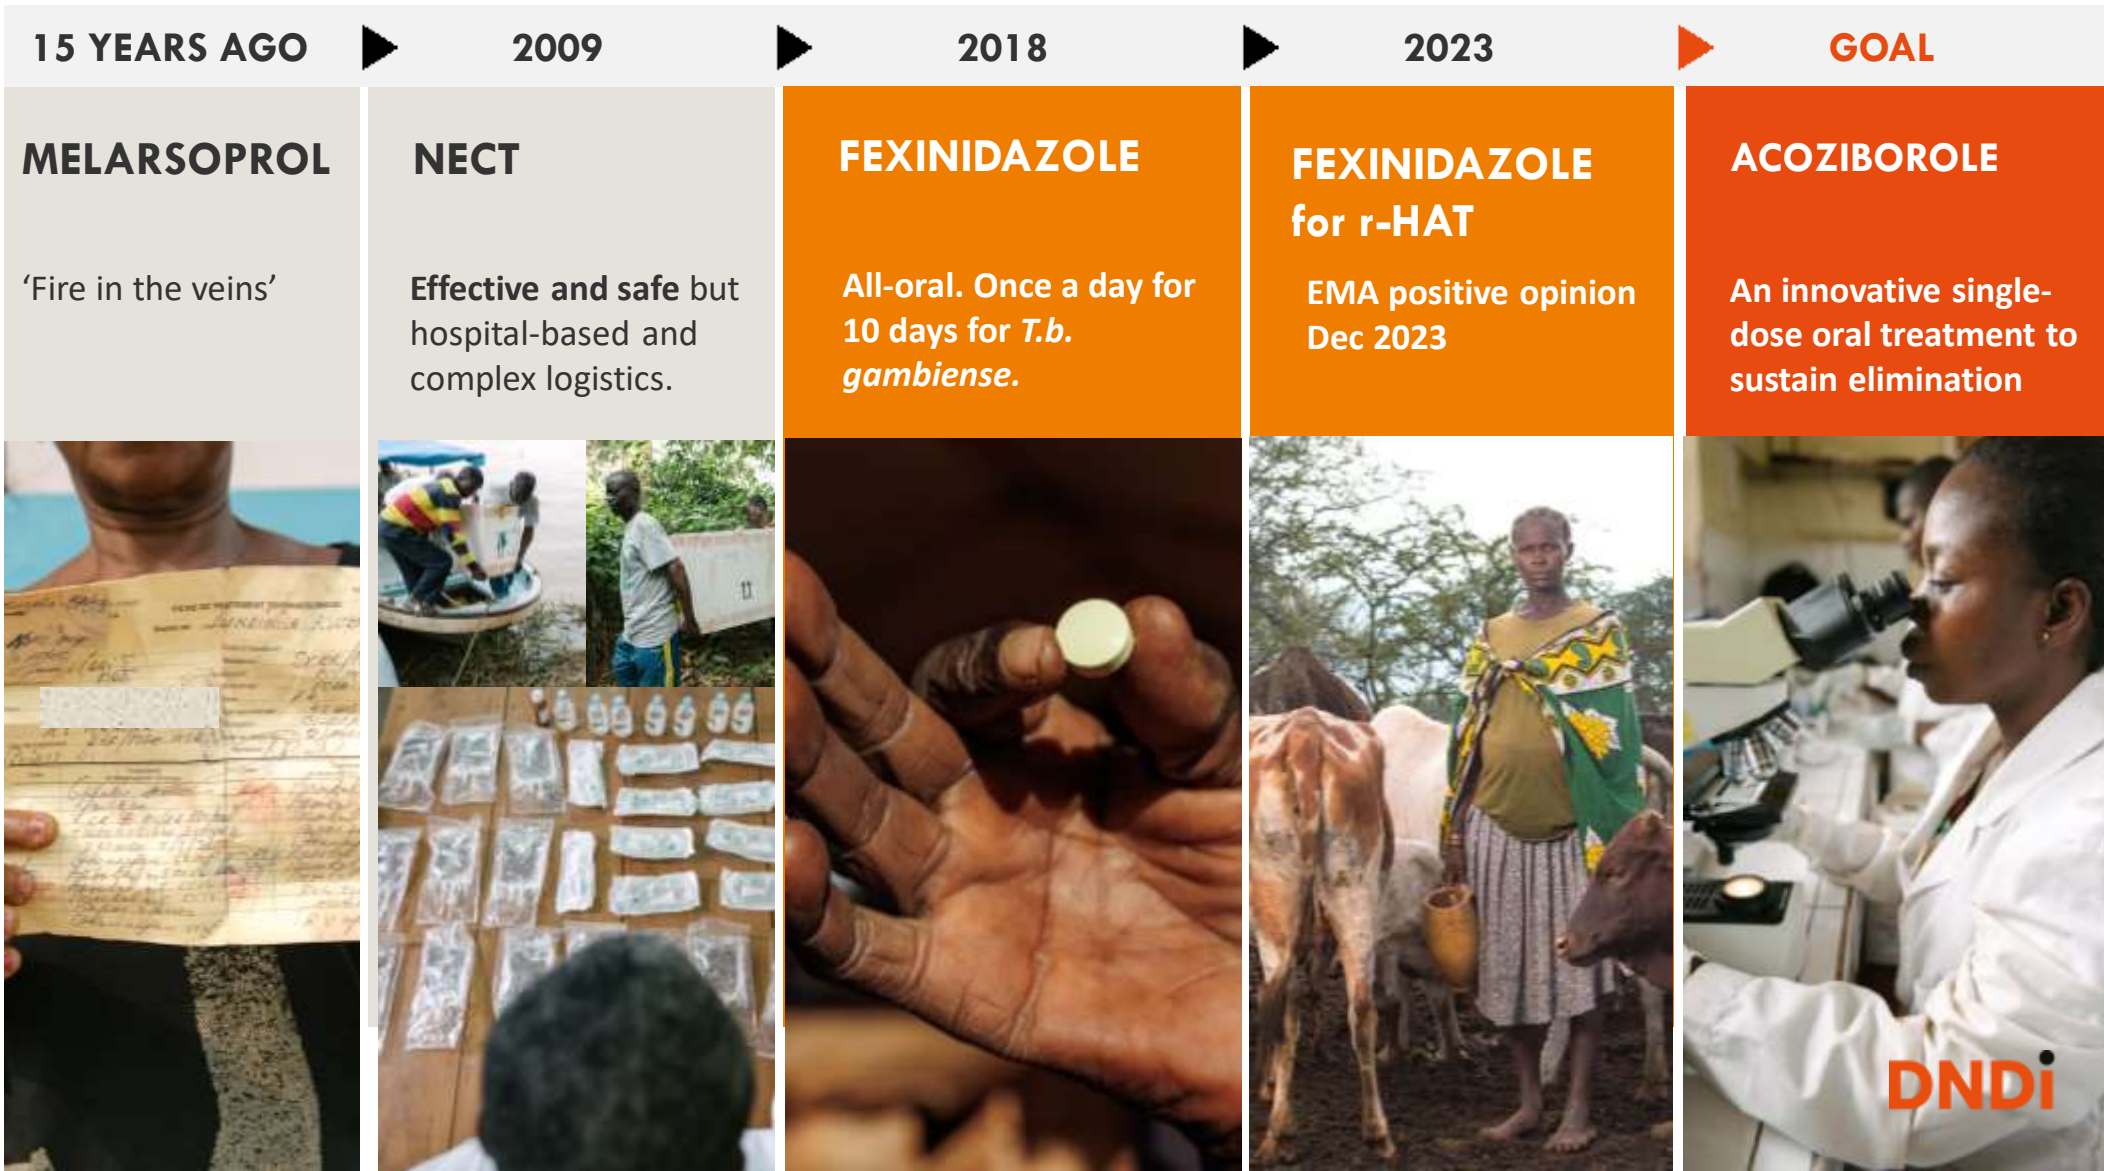 15 YEARS AGO
2009
2018
2023
GOAL
MELARSOPROL
'Fire in the veins'
NECT
Effective and safe but
hospital-based and
complex logistics.
FEXINIDAZOLE
All-oral. Once a day for
10 days for T.b.
gambiense.
FEXINIDAZOLE
for r-HAT
EMA positive opinion
Dec 2023
ACOZIBOROLE
An innovative single-
dose oral treatment to
sustain elimination
DNDi